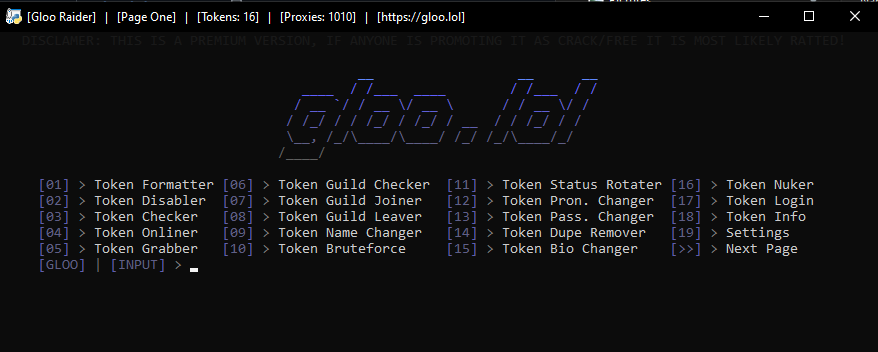 [Gloo Raider] | [Page One] | [Tokens: 16] | [Proxies: 1010] | [https://gloo.lol]
DISCLAMER: THIS IS A PREMIUM VERSION, IF ANYONE IS PROMOTING IT AS CRACK/FREE IT IS MOST LIKELY RATTED!
gloo.lol
[01] > Token Formatter [06] > Token Guild Checker [11] > Token Status Rotater [16] > Token Nuker
[02] > Token Disabler [07] > Token Guild Joiner [12] > Token Pron. Changer [17] > Token Login
[03] > Token Checker [08] > Token Guild Leaver [13] > Token Pass. Changer [18] > Token Info
[04] > Token Onliner [09] > Token Name Changer [14] > Token Dupe Remover [19] > Settings
[05] > Token Grabber [10] > Token Bruteforce [15] > Token Bio Changer [>>] > Next Page
[GLOO] | [INPUT] >